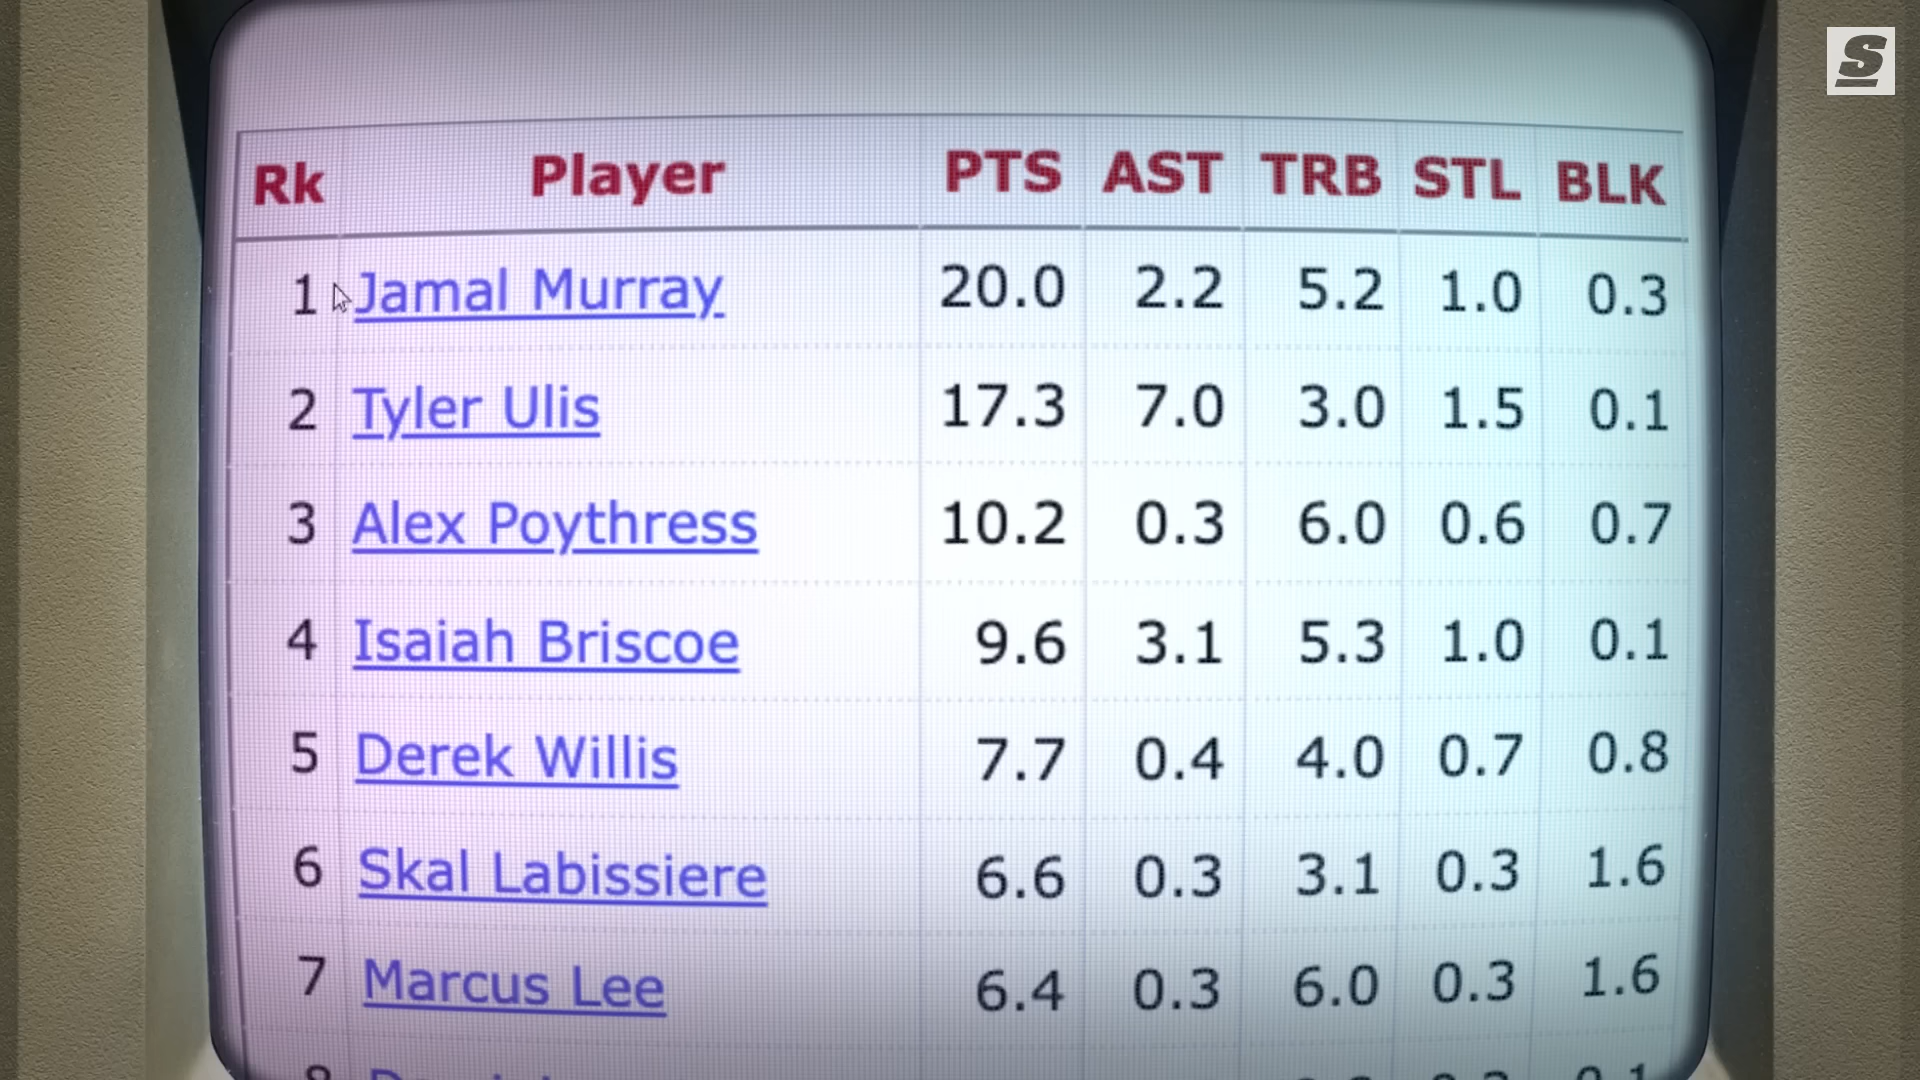 S
Rk Player PTS AST TRB STL BLK
1 Jamal Murray 20.0 2.2 5.2 1.0 0.3
2 Tyler Ulis 17.3 7.0 3.0 1.5 0.1
3 Alex Poythress 10.2 0.3 6.0 0.6 0.7
4 Isaiah Briscoe 9.6 3.1 5.3 1.0 0.1
5 Derek Willis 7.7 0.4 4.0 0.7 0.8
6 Skal Labissiere 6.6 0.3 3.1 0.3 1.6
7 Marcus Lee 6.4 0.3 6.0 0.3 1.6